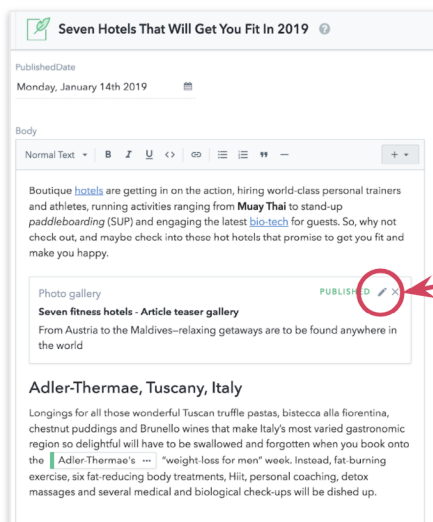 Seven Hotels That Will Get You Fit In 2019 ?
PublishedDate
Monday, January 14th 2019
Body
Normal Text B I U <> + 
Boutique hotels are getting in on the action, hiring world-class personal trainers
and athletes, running activities ranging from Muay Thai to stand-up
paddleboarding (SUP) and engaging the latest bio-tech for guests. So, why not
check out, and maybe check into these hot hotels that promise to get you fit and
make you happy.
Photo gallery PUBLISHED
Seven fitness hotels - Article teaser gallery
From Austria to the Maldives—relaxing getaways are to be found anywhere in
the world
Adler-Thermae, Tuscany, Italy
Longings for all those wonderful Tuscan truffle pastas, bistecca alla fiorentina,
chestnut puddings and Brunello wines that make Italy's most varied gastronomic
region so delightful will have to be swallowed and forgotten when you book onto
the Adler-Thermae's ··· "weight-loss for men" week. Instead, fat-burning
exercise, six fat-reducing body treatments, Hiit, personal coaching, detox
massages and several medical and biological check-ups will be dished up.